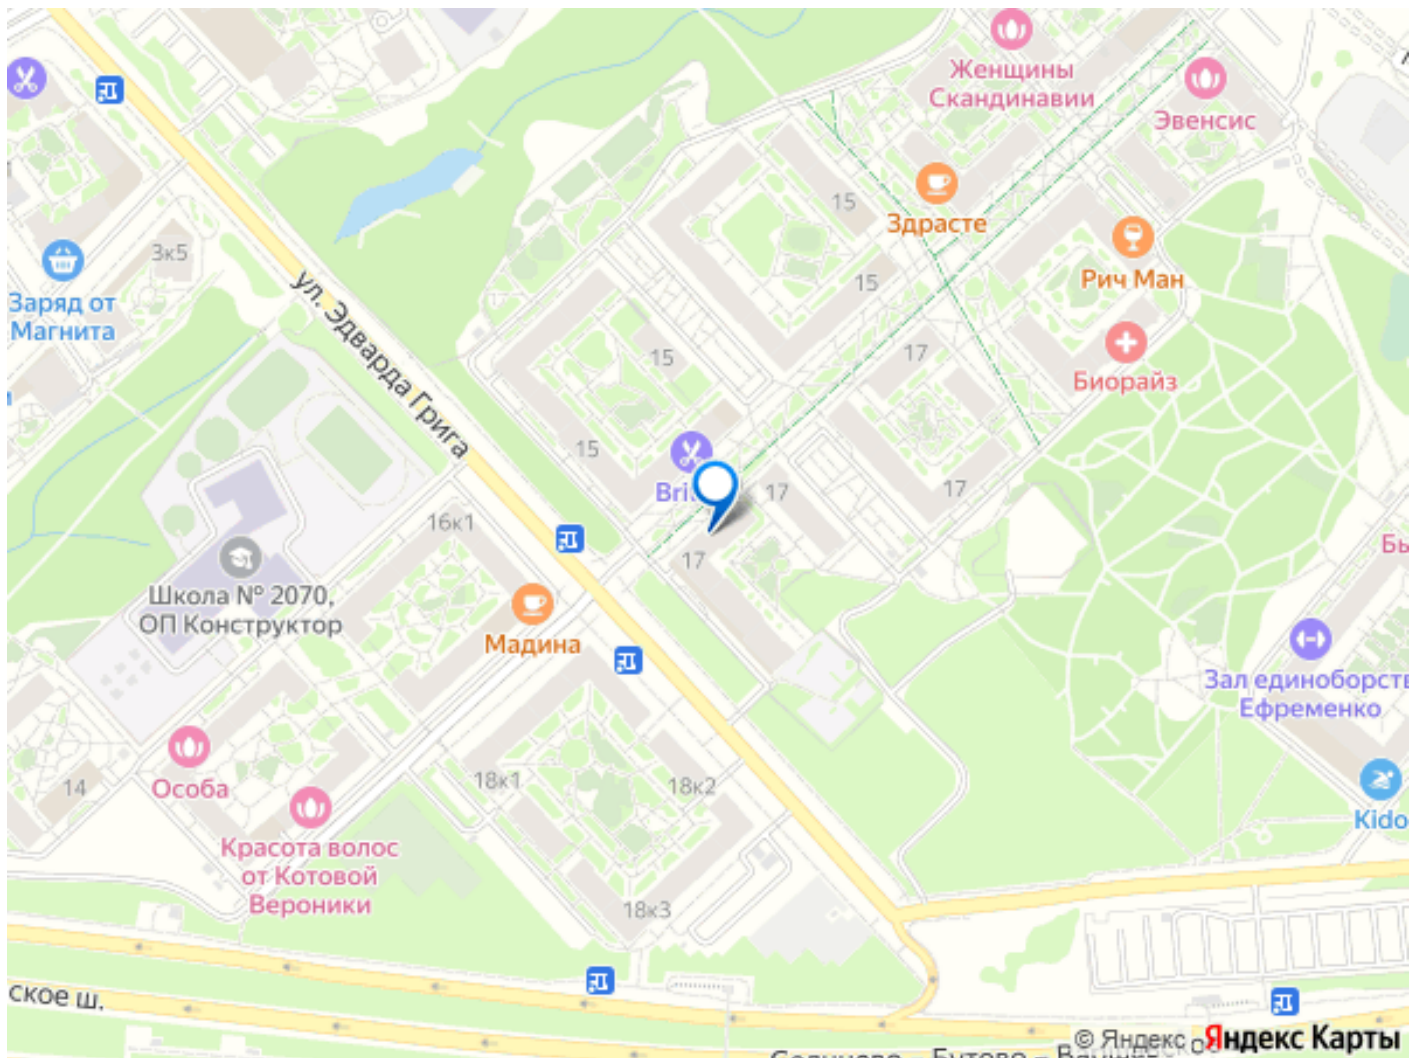 Женщины
Скандинавии
Эвенсис
15
Здрасте
3к5
Рич Ман
Заряд от
Магнита
15
ул. Эдварда Грига
15
17
Биорайз
15
17
17
16к1
17
Школа № 2070,
ОП Конструктор
Мадина
Зал единоборств
Ефременко
18к1
18к2
14
Особа
Kido
Красота волос
от Котовой
Вероники
18к3
ское ш.
© Яндекс
Яндекс Карты